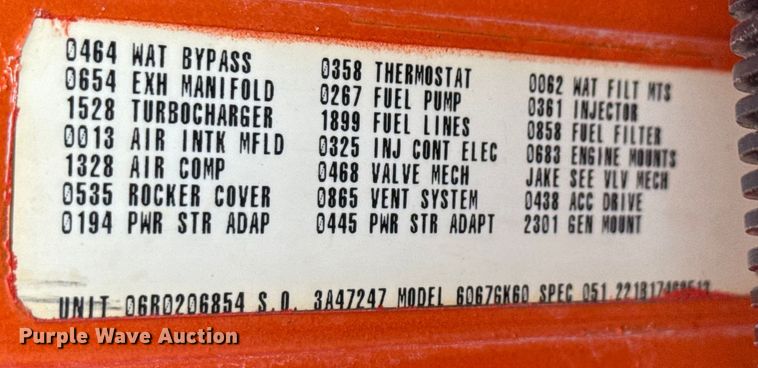 0464 WAT BYPASS
0654 EXH MANIFOLD
1528 TURBOCHARGER
0013 AIR INTK MFLD
1328 AIR COMP
0535 ROCKER COVER
0194 PWR STR ADAP
0358 THERMOSTAT
0267 FUEL PUMP
1899 FUEL LINES
0325 INJ CONT ELEC
0468 VALVE MECH
0865 VENT SYSTEM
0445 PWR STR ADAPT
0062 WAT FILT MTS
0361 INJECTOR
0858 FUEL FILTER
0683 ENGINE MOUNTS
JAKE SEE VLV MECH
0438 ACC DRIVE
2301 GEN MOUNT
UNIT 06R0206854 S.O. 3A47247 MODEL 6067GK60 SPEC 051
Purple Wave Auction